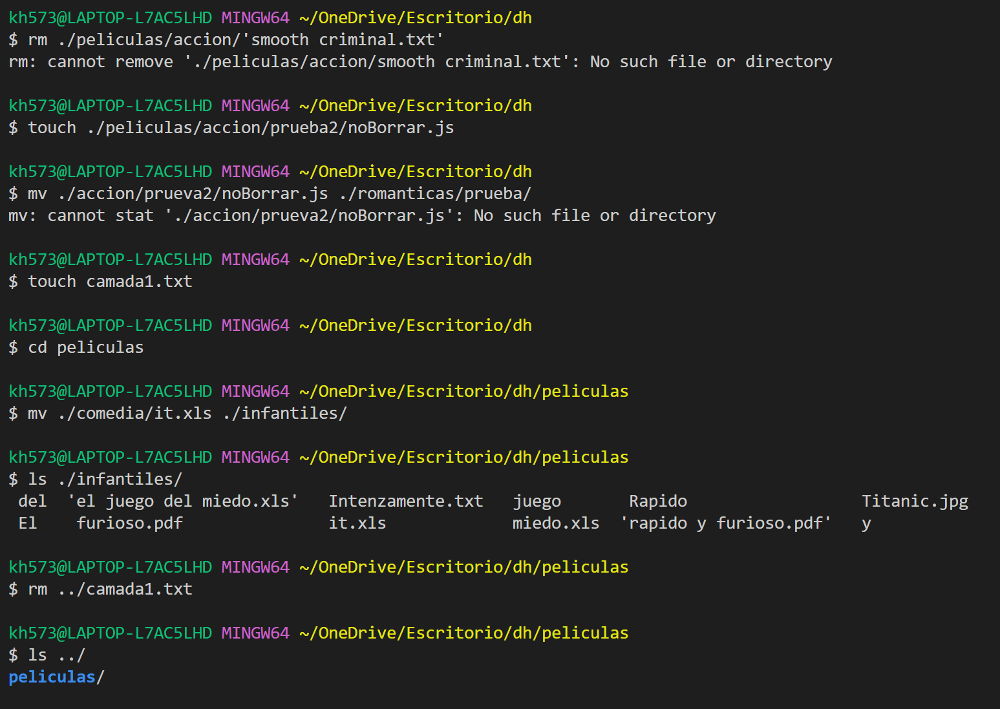 kh573@LAPTOP-L7AC5LHD MINGW64 ~/OneDrive/Escritorio/dh
$ rm ./peliculas/accion/'smooth criminal.txt'
rm: cannot remove './peliculas/accion/smooth criminal.txt': No such file or directory
kh573@LAPTOP-L7AC5LHD MINGW64 ~/OneDrive/Escritorio/dh
$ touch ./peliculas/accion/prueba2/noBorrar.js
kh573@LAPTOP-L7AC5LHD MINGW64 ~/OneDrive/Escritorio/dh
$ mv ./accion/prueva2/noBorrar.js ./romanticas/prueba/
mv: cannot stat './accion/prueva2/noBorrar.js': No such file or directory
kh573@LAPTOP-L7AC5LHD MINGW64 ~/OneDrive/Escritorio/dh
$ touch camada1.txt
kh573@LAPTOP-L7AC5LHD MINGW64 ~/OneDrive/Escritorio/dh
$ cd peliculas
kh573@LAPTOP-L7AC5LHD MINGW64 ~/OneDrive/Escritorio/dh/peliculas
$ mv ./comedia/it.xls ./infantiles/
kh573@LAPTOP-L7AC5LHD MINGW64 ~/OneDrive/Escritorio/dh/peliculas
$ ls ./infantiles/
 del  'el juego del miedo.xls'   Intenzamente.txt   juego       Rapido                  Titanic.jpg
 El    furioso.pdf               it.xls             miedo.xls  'rapido y furioso.pdf'   y
kh573@LAPTOP-L7AC5LHD MINGW64 ~/OneDrive/Escritorio/dh/peliculas
$ rm ../camada1.txt
kh573@LAPTOP-L7AC5LHD MINGW64 ~/OneDrive/Escritorio/dh/peliculas
$ ls ../
peliculas/